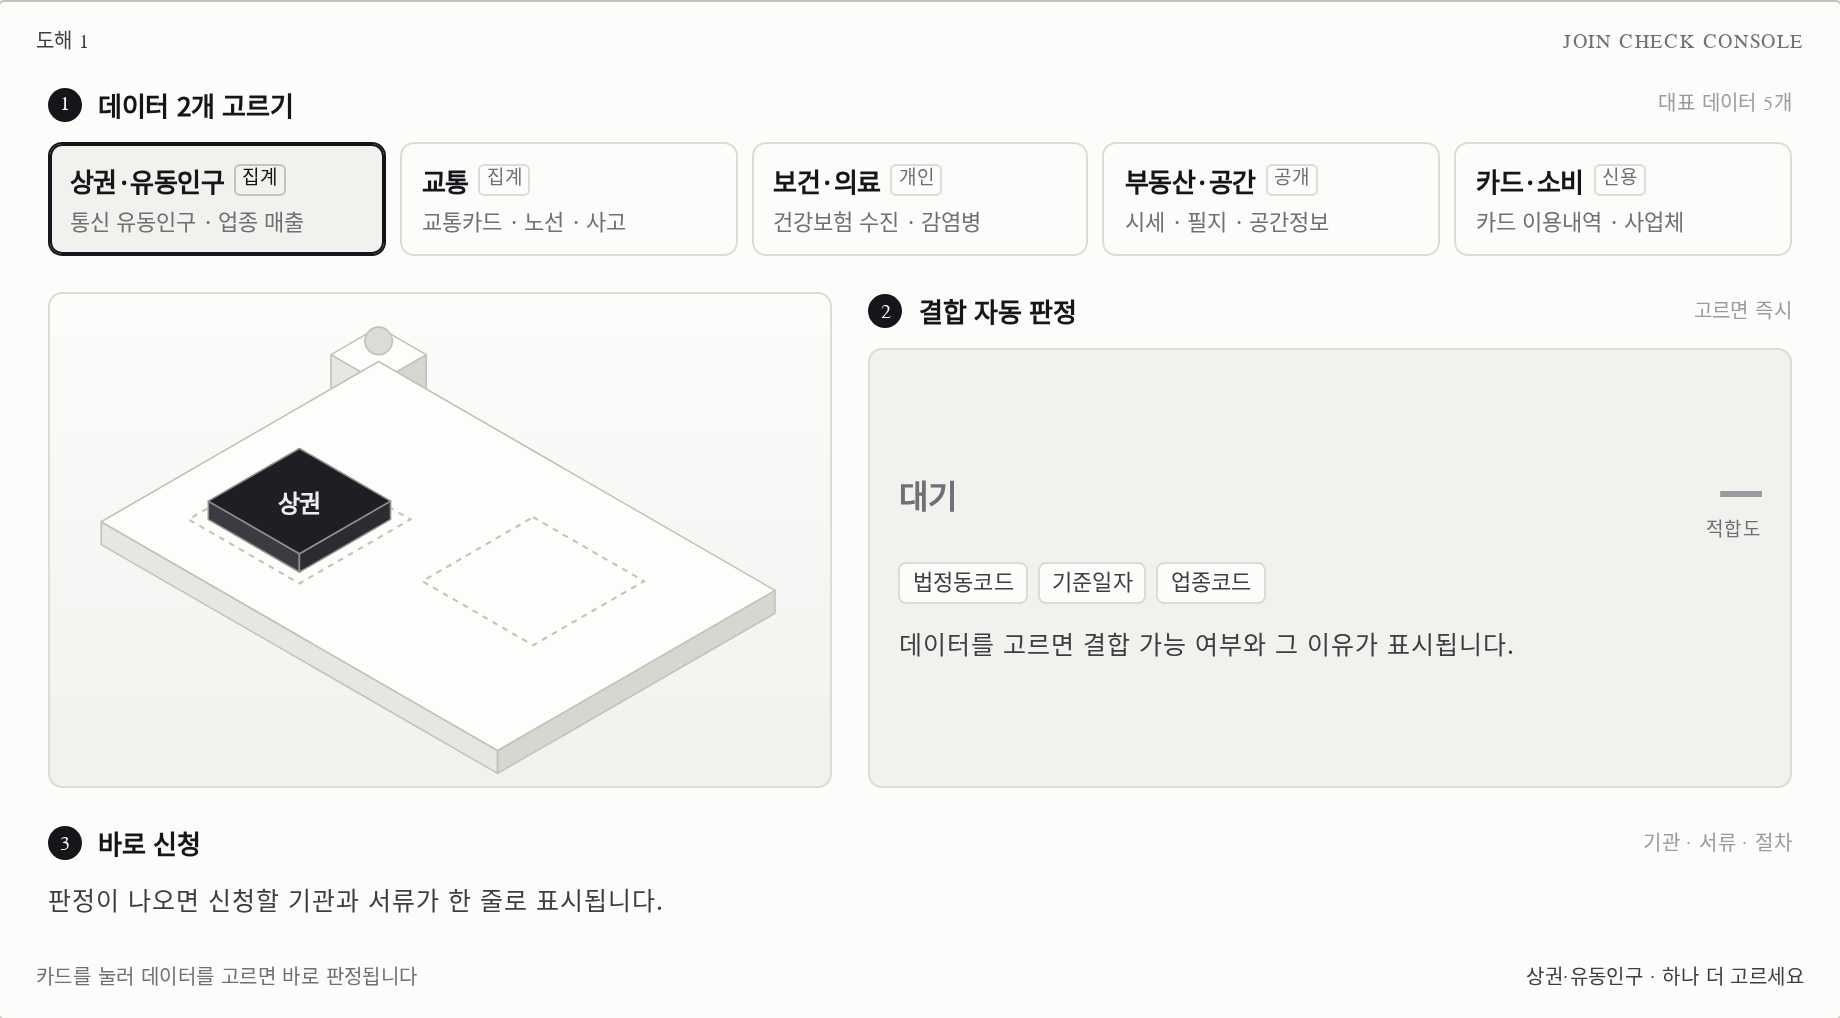 도해 1
JOIN CHECK CONSOLE
1 데이터 2개 고르기
대표 데이터 5개
상권·유동인구 집계
통신 유동인구 · 업종 매출
교통 집계
교통카드 · 노선 · 사고
보건·의료 개인
건강보험 수진 · 감염병
부동산·공간 공개
시세 · 필지 · 공간정보
카드·소비 신용
카드 이용내역 · 사업체
상권
2 결합 자동 판정
고르면 즉시
대기
—
적합도
법정동코드 기준일자 업종코드
데이터를 고르면 결합 가능 여부와 그 이유가 표시됩니다.
3 바로 신청
기관 · 서류 · 절차
판정이 나오면 신청할 기관과 서류가 한 줄로 표시됩니다.
카드를 눌러 데이터를 고르면 바로 판정됩니다
상권·유동인구 · 하나 더 고르세요